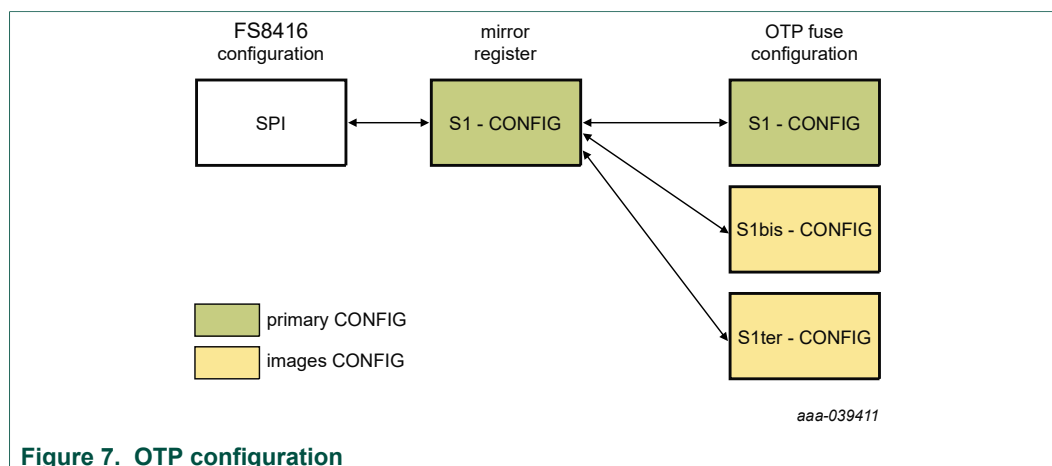 FS8416
configuration
mirror
register
OTP fuse
configuration
SPI
S1 - CONFIG
S1 - CONFIG
S1bis - CONFIG
S1ter - CONFIG
primary CONFIG
images CONFIG
aaa-039411
Figure 7. OTP configuration